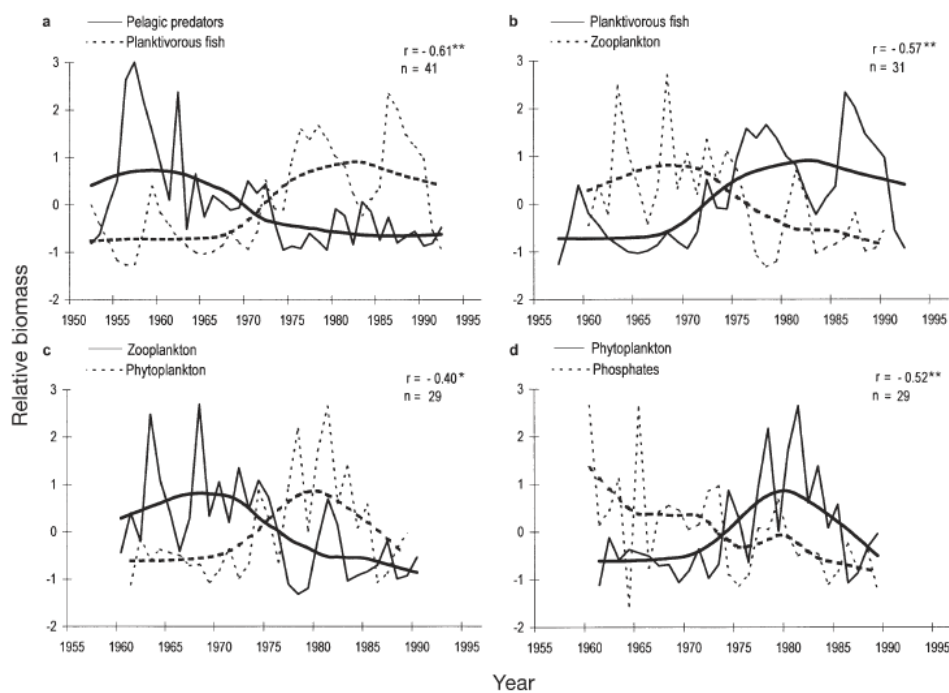 a
Pelagic predators
Planktivorous fish
r = - 0.61**
n = 41
3
2
1
0
-1
-2
1950 1955 1960 1965 1970 1975 1980 1985 1990 1995
b
Planktivorous fish
Zooplankton
r = - 0.57**
n = 31
3
2
1
0
-1
-2
1955 1960 1965 1970 1975 1980 1985 1990 1995
Relative biomass
c
Zooplankton
Phytoplankton
r = - 0.40*
n = 29
3
2
1
0
-1
-2
1955 1960 1965 1970 1975 1980 1985 1990 1995
d
Phytoplankton
Phosphates
r = - 0.52**
n = 29
3
2
1
0
-1
-2
1955 1960 1965 1970 1975 1980 1985 1990 1995
Year